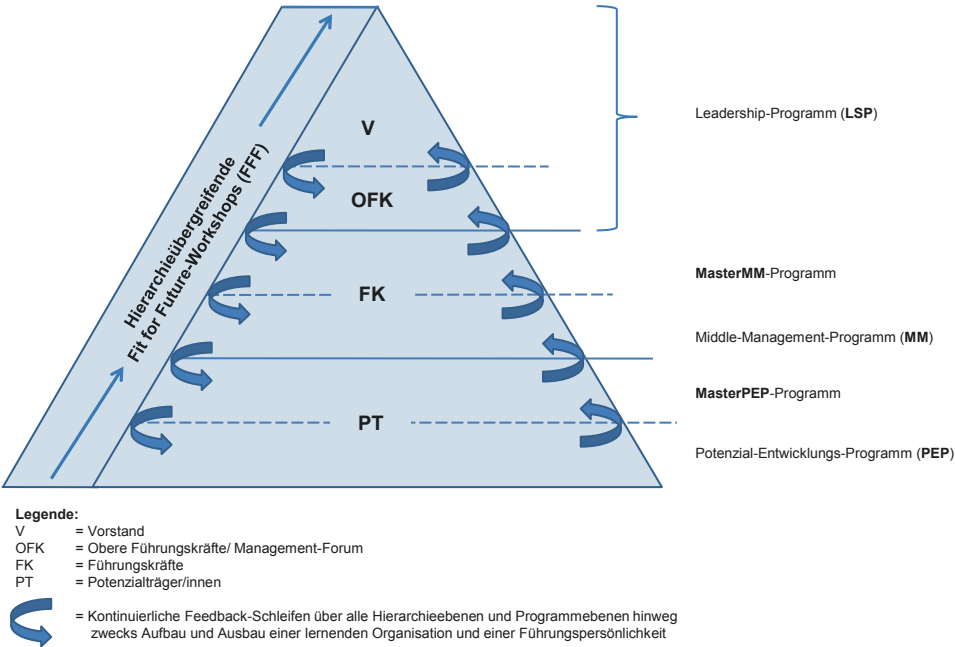 Leadership-Programm (LSP)
V
Hierarchieübergreifende
Fit for Future-Workshops (FFF)
OFK
MasterMM-Programm
FK
Middle-Management-Programm (MM)
MasterPEP-Programm
PT
Potenzial-Entwicklungs-Programm (PEP)
Legende:
V = Vorstand
OFK = Obere Führungskräfte/ Management-Forum
FK = Führungskräfte
PT = Potenzialträger/innen
= Kontinuierliche Feedback-Schleifen über alle Hierarchieebenen und Programmebenen hinweg
zwecks Aufbau und Ausbau einer lernenden Organisation und einer Führungspersönlichkeit